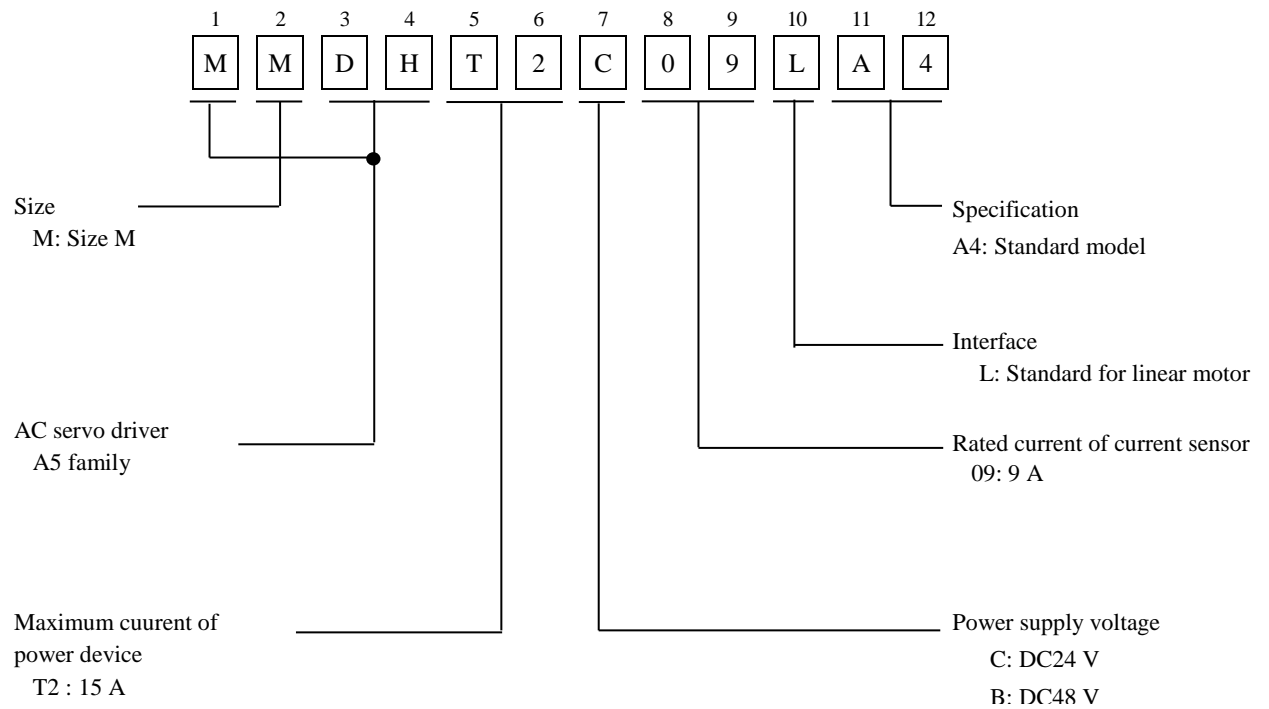 1 2 3 4 5 6 7 8 9 10 11 12
M M D H T 2 C 0 9 L A 4
Size
M: Size M
Specification
A4: Standard model
Interface
L: Standard for linear motor
AC servo driver
A5 family
Rated current of current sensor
09: 9 A
Maximum cuurent of
power device
T2 : 15 A
Power supply voltage
C: DC24 V
B: DC48 V